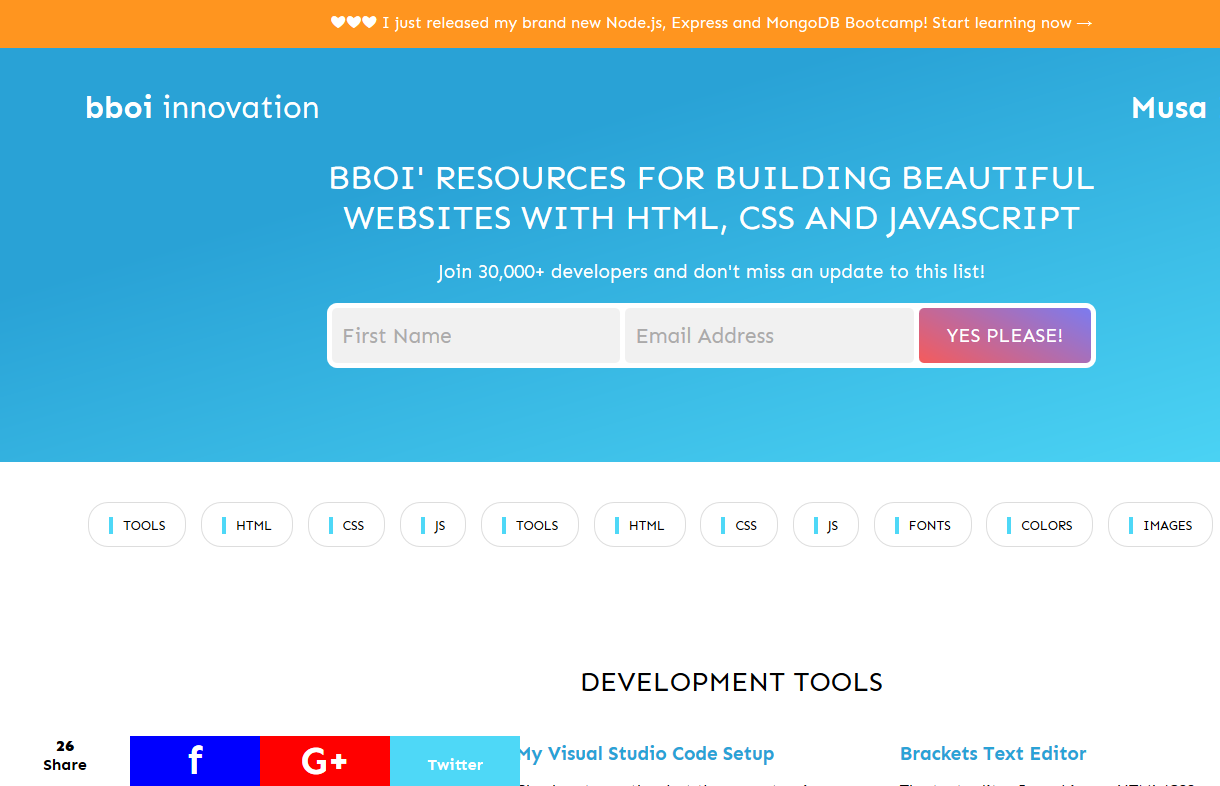 ♥♥♥ I just released my brand new Node.js, Express and MongoDB Bootcamp! Start learning now →
bboi innovation
Musa
BBOI' RESOURCES FOR BUILDING BEAUTIFUL
WEBSITES WITH HTML, CSS AND JAVASCRIPT
Join 30,000+ developers and don't miss an update to this list!
First Name
Email Address
YES PLEASE!
TOOLS
HTML
CSS
JS
TOOLS
HTML
CSS
JS
FONTS
COLORS
IMAGES
DEVELOPMENT TOOLS
26
Share
f
G+
Twitter
My Visual Studio Code Setup
Brackets Text Editor